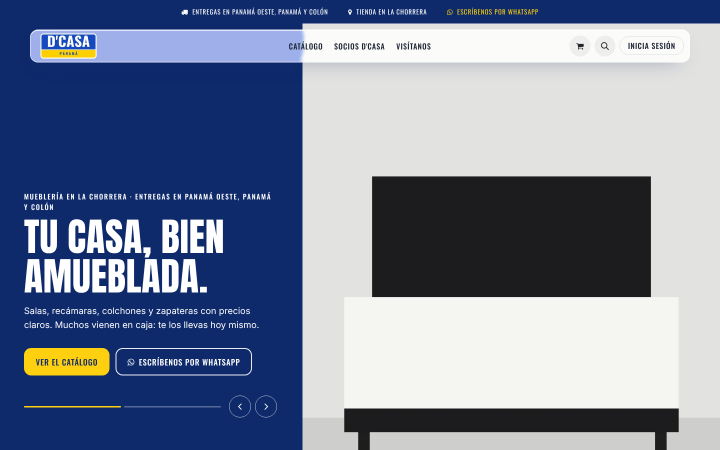 ENTREGAS EN PANAMÁ OESTE, PANAMÁ Y COLÓN
TIENDA EN LA CHORRERA
ESCRÍBENOS POR WHATSAPP
D'CASA
PANAMÁ
CATÁLOGO
SOCIOS D'CASA
VISÍTANOS
INICIA SESIÓN
MUEBLERÍA EN LA CHORRERA · ENTREGAS EN PANAMÁ OESTE, PANAMÁ
Y COLÓN
TU CASA, BIEN
AMUEBLADA.
Salas, recámaras, colchones y zapateras con precios
claros. Muchos vienen en caja: te los llevas hoy mismo.
VER EL CATÁLOGO
ESCRÍBENOS POR WHATSAPP